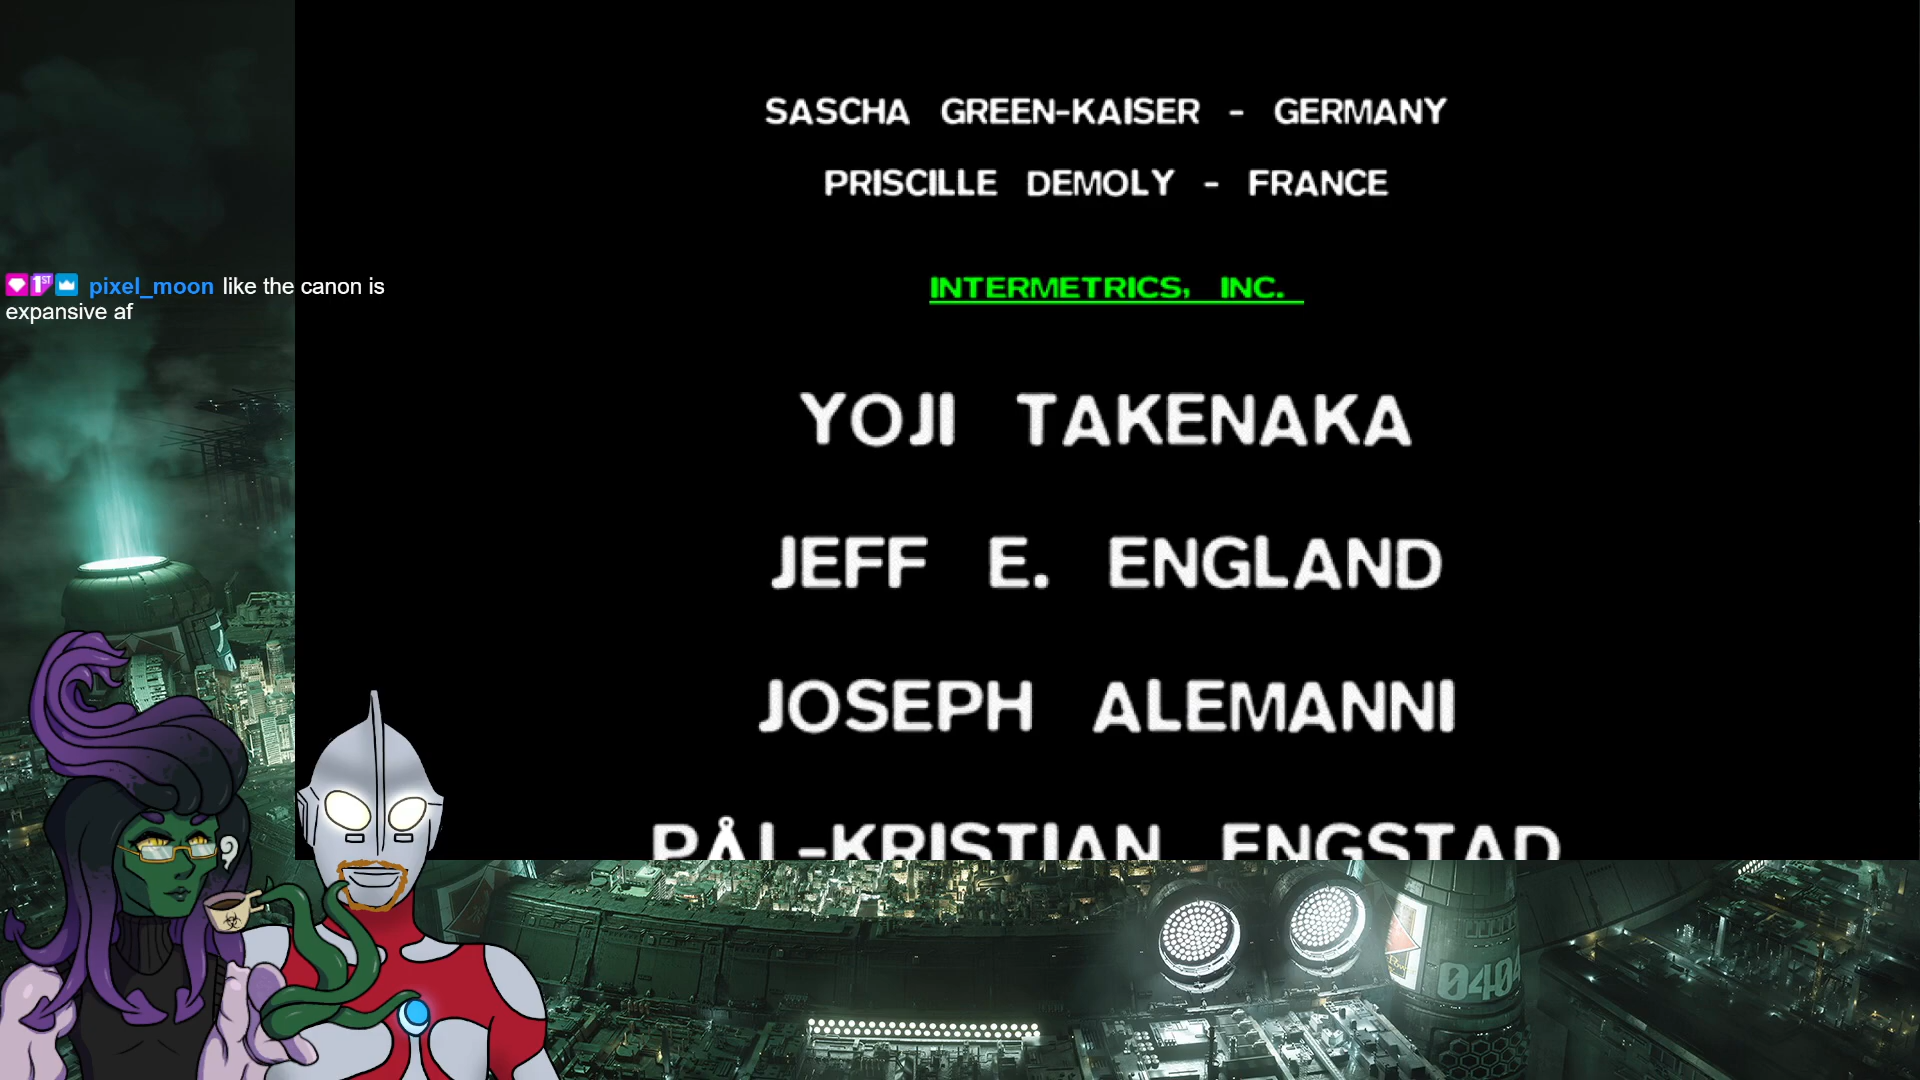 SASCHA GREEN-KAISER - GERMANY
PRISCILLE DEMOLY - FRANCE
pixel_moon like the canon is
expansive af
INTERMETRICS, INC.
YOJI TAKENAKA
JEFF E. ENGLAND
JOSEPH ALEMANNI
PÅL-KRISTIAN ENGSTAD
0404